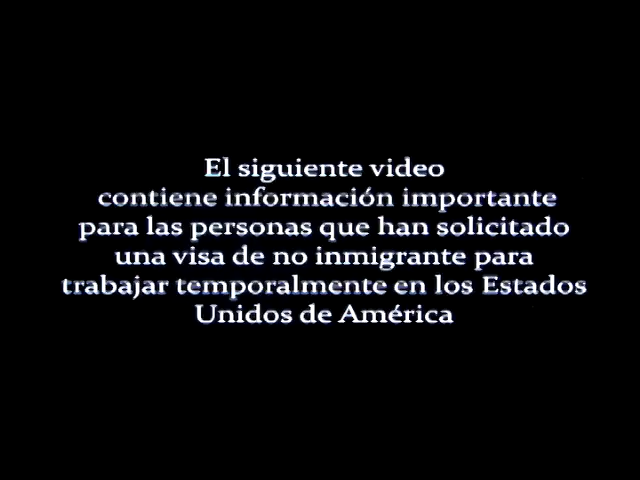 El siguiente video
contiene información importante
para las personas que han solicitado
una visa de no inmigrante para
trabajar temporalmente en los Estados
Unidos de América